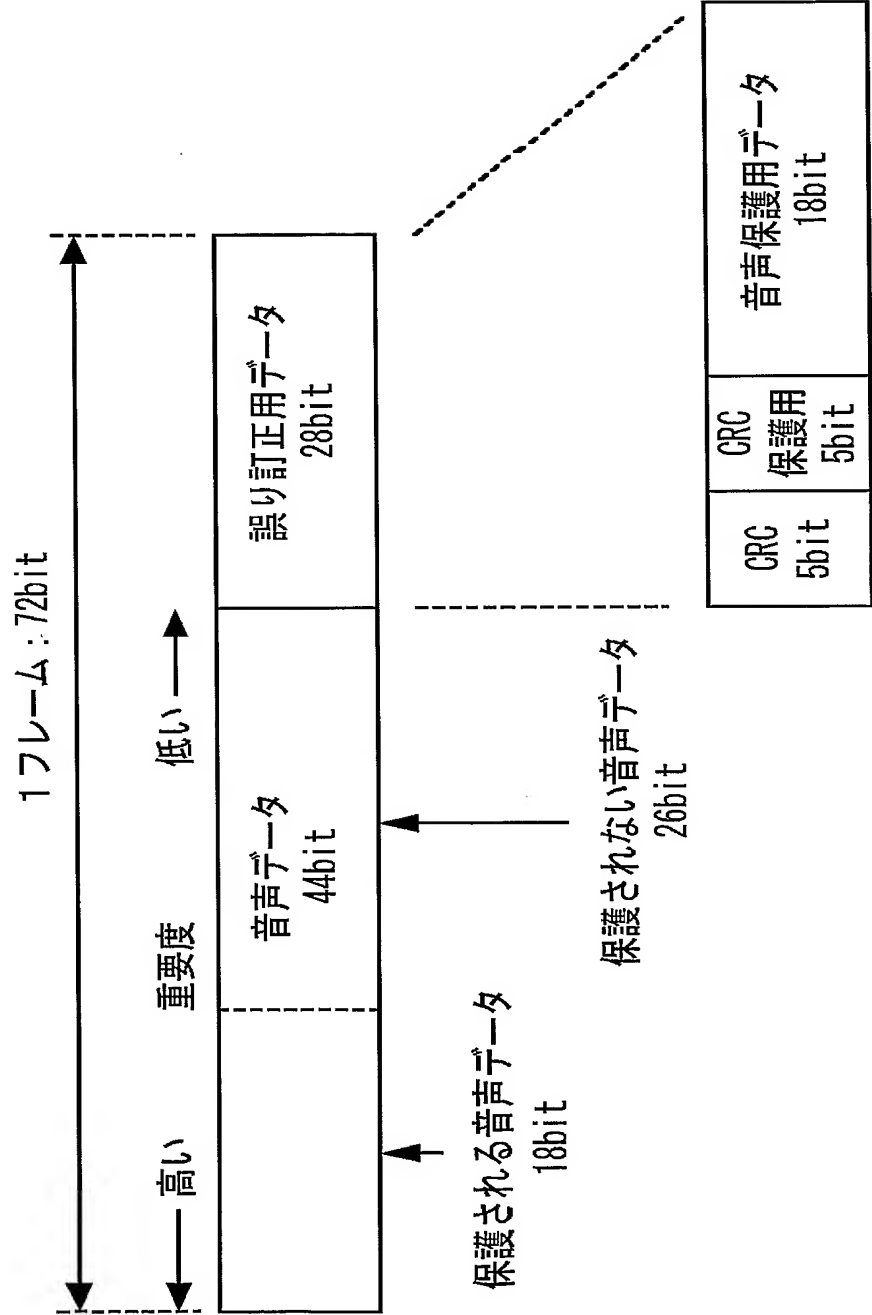 1フレーム:72bit
高い
重要度
低い
音声データ
44bit
誤り訂正用データ
28bit
保護される音声データ
18bit
保護されない音声データ
26bit
CRC
5bit
CRC
保護用
5bit
音声保護用データ
18bit